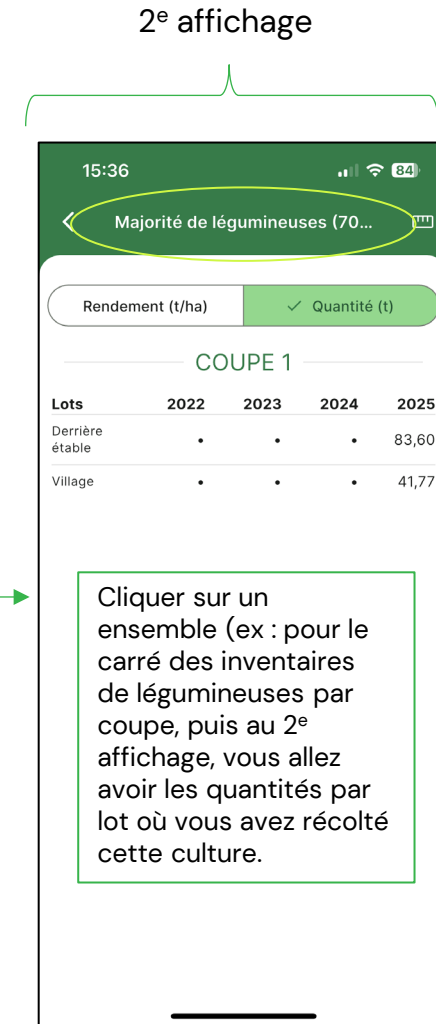 2e affichage
15:36 84
Majorité de légumineuses (70...
Rendement (t/ha) Quantité (t)
COUPE 1
Lots 2022 2023 2024 2025
Derrière
étable • • • 83,60
Village • • • 41,77
Cliquer sur un
ensemble (ex : pour le
carré des inventaires
de légumineuses par
coupe, puis au 2e
affichage, vous allez
avoir les quantités par
lot où vous avez récolté
cette culture.